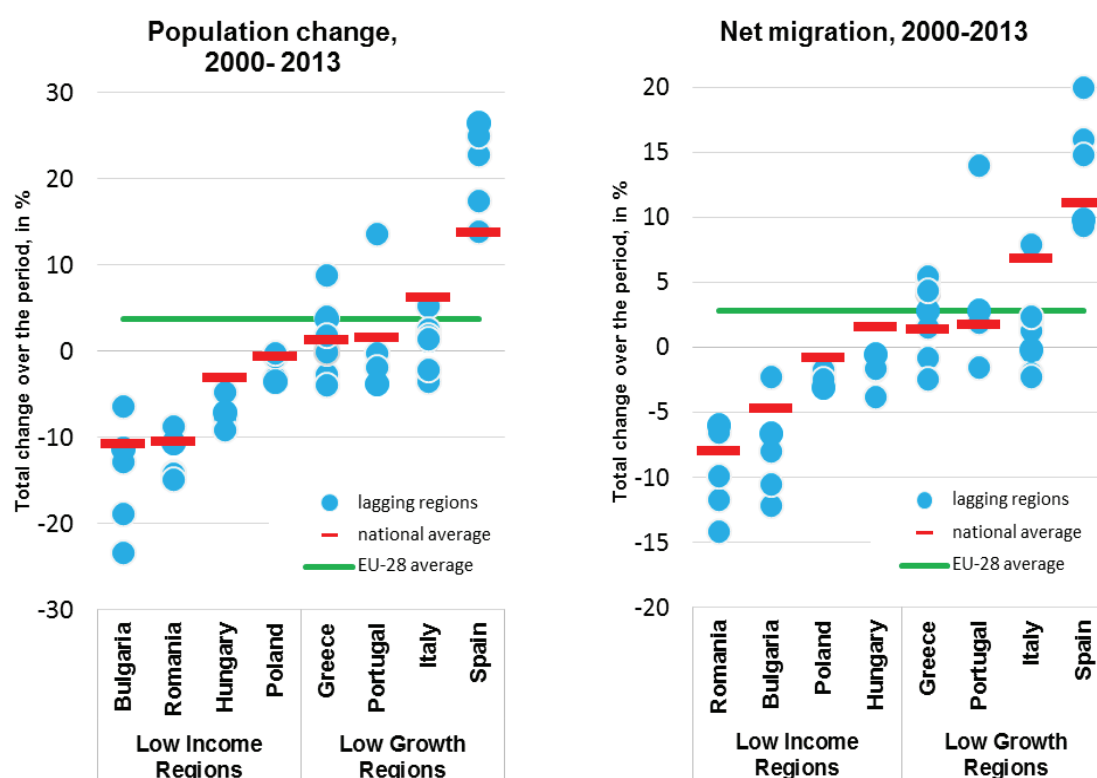 Population change,
2000- 2013
Total change over the period, in %
30
20
10
0
-10
-20
-30
lagging regions
national average
EU-28 average
Bulgaria
Romania
Hungary
Poland
Greece
Portugal
Italy
Spain
Low Income
Regions
Low Growth
Regions
Net migration, 2000-2013
Total change over the period, in %
20
15
10
5
0
-5
-10
-15
-20
lagging regions
national average
EU-28 average
Romania
Bulgaria
Poland
Hungary
Greece
Portugal
Italy
Spain
Low Income
Regions
Low Growth
Regions